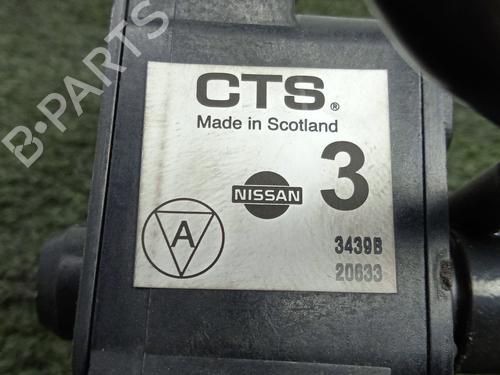 B-PARTS
CTS®
Made in Scotland
NISSAN
3
A
3439B
20633